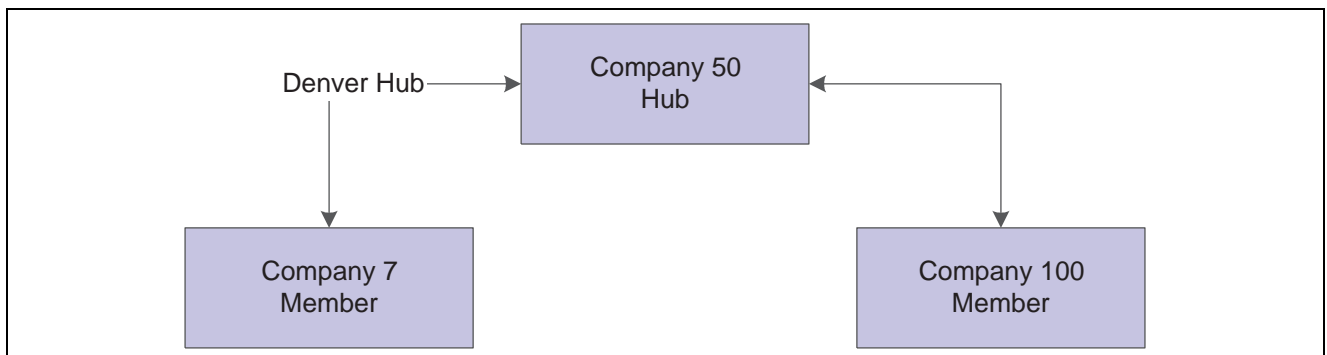 Denver Hub
Company 50
Hub
Company 7
Member
Company 100
Member